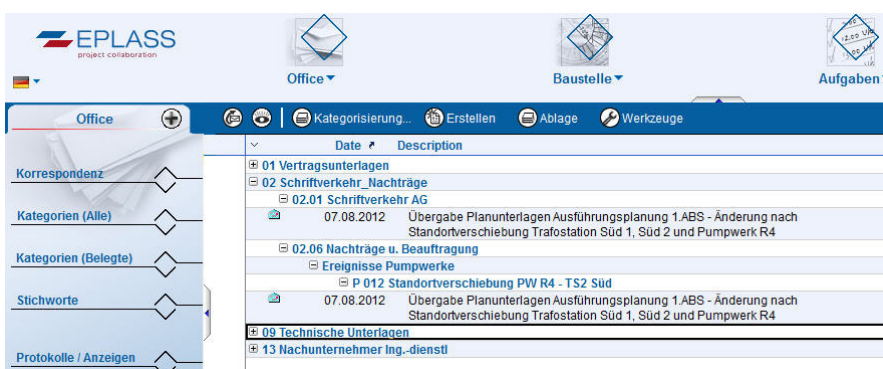 EPLASS
project collaboration
Office
Baustelle
Aufgaben
Office
Kategorisierung... Erstellen Ablage Werkzeuge
Date Description
Korrespondenz
Kategorien (Alle)
Kategorien (Belegte)
Stichworte
Protokolle / Anzeigen
01 Vertragsunterlagen
02 Schriftverkehr_Nachträge
02.01 Schriftverkehr AG
07.08.2012 Übergabe Planunterlagen Ausführungsplanung 1.ABS - Änderung nach
Standortverschiebung Trafostation Süd 1, Süd 2 und Pumpwerk R4
02.06 Nachträge u. Beauftragung
Ereignisse Pumpwerke
P 012 Standortverschiebung PW R4 - TS2 Süd
07.08.2012 Übergabe Planunterlagen Ausführungsplanung 1.ABS - Änderung nach
Standortverschiebung Trafostation Süd 1, Süd 2 und Pumpwerk R4
09 Technische Unterlagen
13 Nachunternehmer Ing.-dienstl